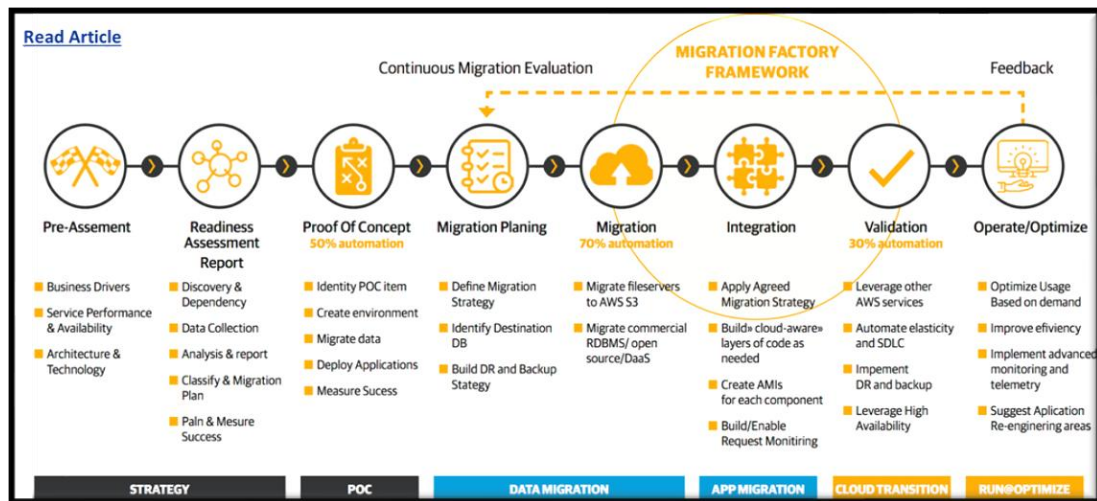 Read Article
MIGRATION FACTORY
FRAMEWORK
Continuous Migration Evaluation
Feedback
Pre-Assement
Readiness
Assessment
Report
Proof Of Concept
50% automation
Migration Planing
Migration
70% automation
Integration
Validation
30% automation
Operate/Optimize
Business Drivers
Service Performance
& Availability
Architecture &
Technology
Discovery &
Dependency
Data Collection
Analysis & report
Classify & Migration
Plan
Paln & Mesure
Success
Identity POC item
Create environment
Migrate data
Deploy Applications
Measure Sucess
Define Migration
Strategy
Identify Destination
DB
Build DR and Backup
Stategy
Migrate fileservers
to AWS S3
Migrate commercial
RDBMS/ open
source/DaaS
Apply Agreed
Migration Strategy
Build» cloud-aware»
layers of code as
needed
Create AMIs
for each component
Build/Enable
Request Monitiring
Leverage other
AWS services
Automate elasticity
and SDLC
Impement
DR and backup
Leverage High
Availability
Optimize Usage
Based on demand
Improve efiviency
Implement advanced
monitoring and
telemetry
Suggest Aplication
Re-enginering areas
STRATEGY
POC
DATA MIGRATION
APP MIGRATION
CLOUD TRANSITION
RUN@OPTIMIZE